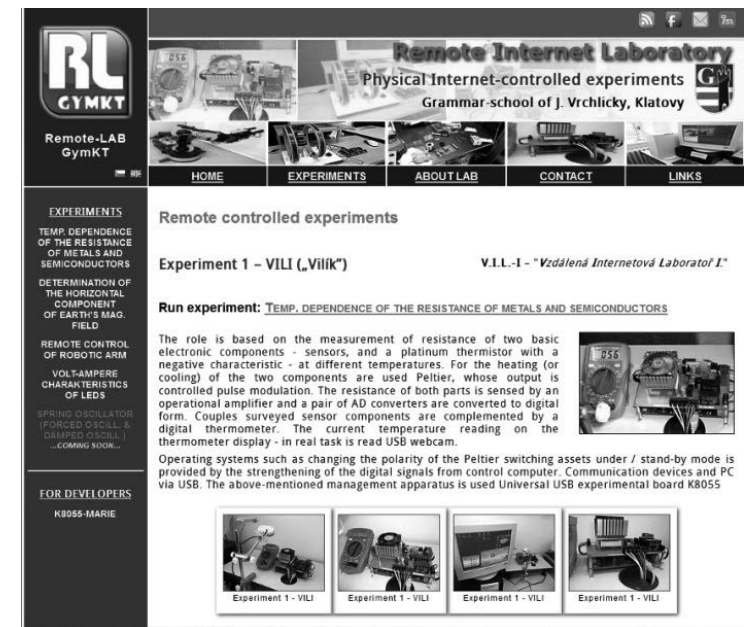 RL
GYMKT
Remote-LAB
GymKT
Remote Internet Laboratory
Physical Internet-controlled experiments
Grammar-school of J. Vrchlicky, Klatovy
HOME
EXPERIMENTS
ABOUT LAB
CONTACT
LINKS
EXPERIMENTS
TEMP. DEPENDENCE
OF THE RESISTANCE
OF METALS AND
SEMICONDUCTORS
DETERMINATION OF
THE HORIZONTAL
COMPONENT
OF EARTH'S MAG.
FIELD
REMOTE CONTROL
OF ROBOTIC ARM
VOLT-AMPERE
CHARAKTERISTICS
OF LEDS
SPRING OSCILLATOR
(FORCED OSCILL. &
DAMPED OSCILL.)
...COMING SOON...
FOR DEVELOPERS
K8055-MARIE
Remote controlled experiments
Experiment 1 – VILI („Vilík")
V.I.L.-I – "Vzdálená Internetová Laboratoř I."
Run experiment: TEMP. DEPENDENCE OF THE RESISTANCE OF METALS AND SEMICONDUCTORS
The role is based on the measurement of resistance of two basic
electronic components - sensors, and a platinum thermistor with a
negative characteristic - at different temperatures. For the heating (or
cooling) of the two components are used Peltier, whose output is
controlled pulse modulation. The resistance of both parts is sensed by an
operational amplifier and a pair of AD converters are converted to digital
form. Couples surveyed sensor components are complemented by a
digital thermometer. The current temperature reading on the
thermometer display - in real task is read USB webcam.
Operating systems such as changing the polarity of the Peltier switching assets under / stand-by mode is
provided by the strengthening of the digital signals from control computer. Communication devices and PC
via USB. The above-mentioned management apparatus is used Universal USB experimental board K8055
Experiment 1 - VILI
Experiment 1 - VILI
Experiment 1 - VILI
Experiment 1 - VILI